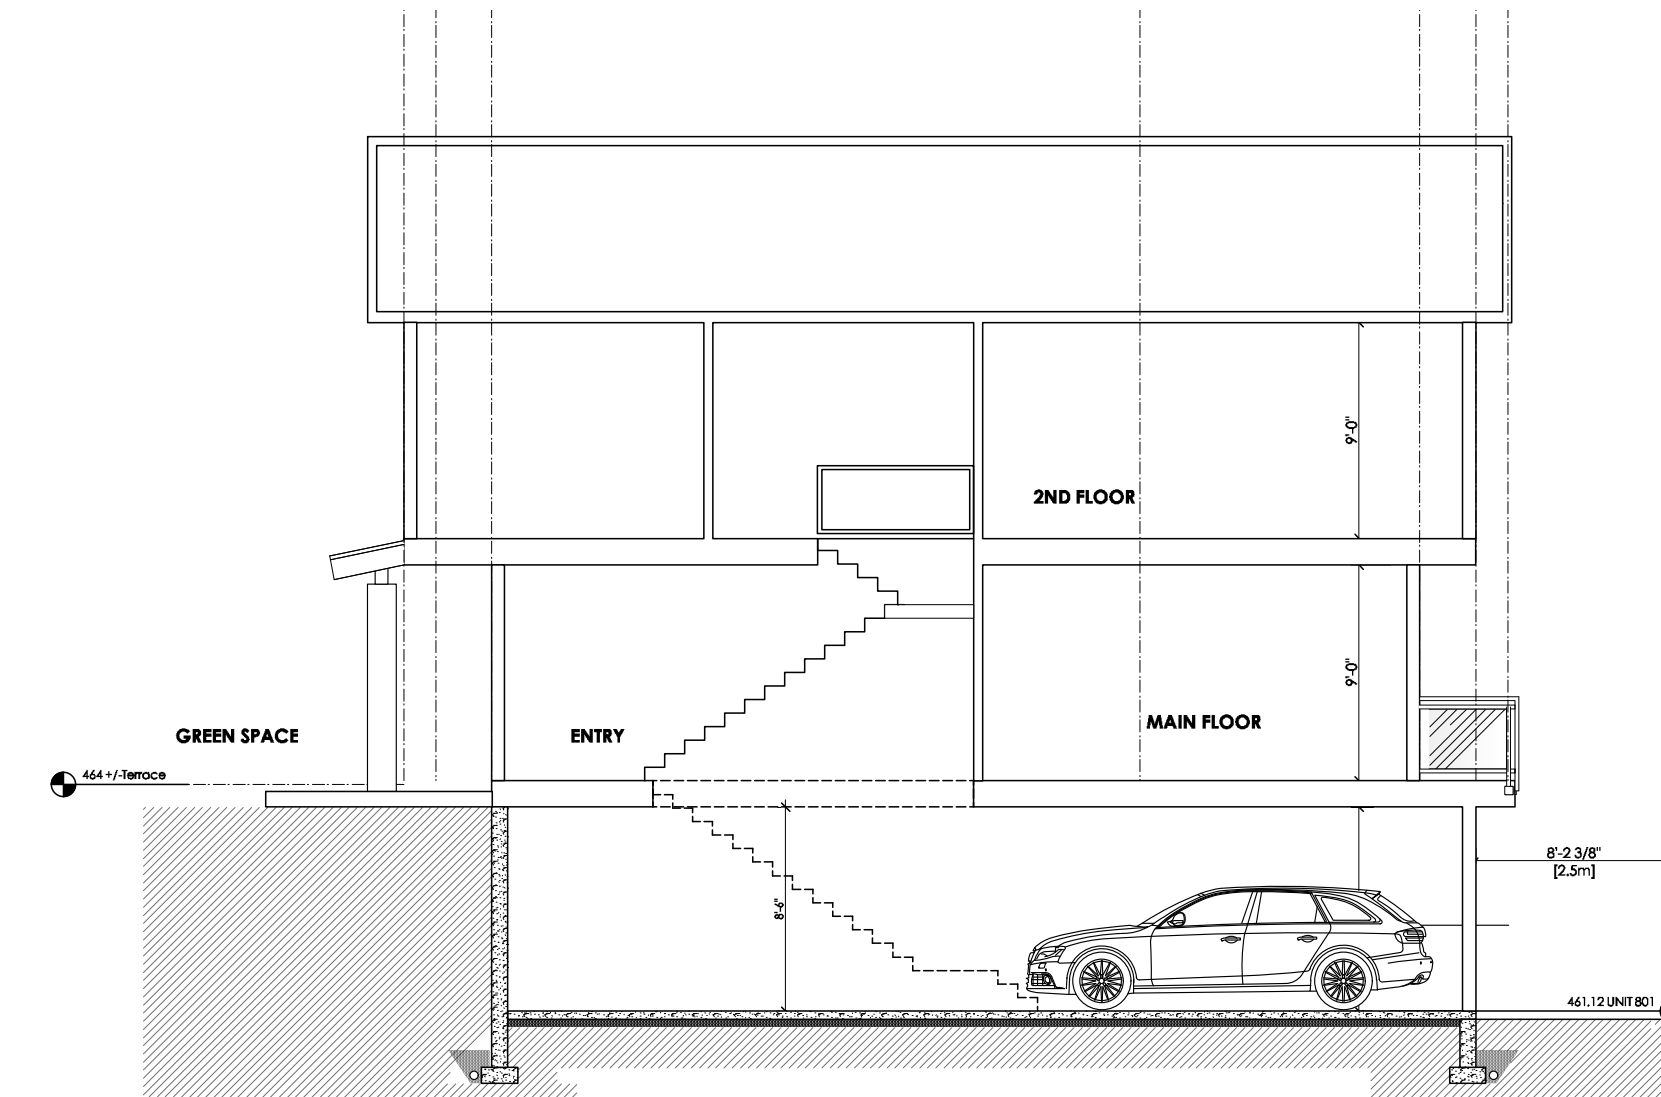 9'-0"
2ND FLOOR
9'-0"
MAIN FLOOR
GREEN SPACE
ENTRY
464 +/-Terrace
8'-2 3/8"
[2.5m]
8'-6"
461.12 UNIT 801